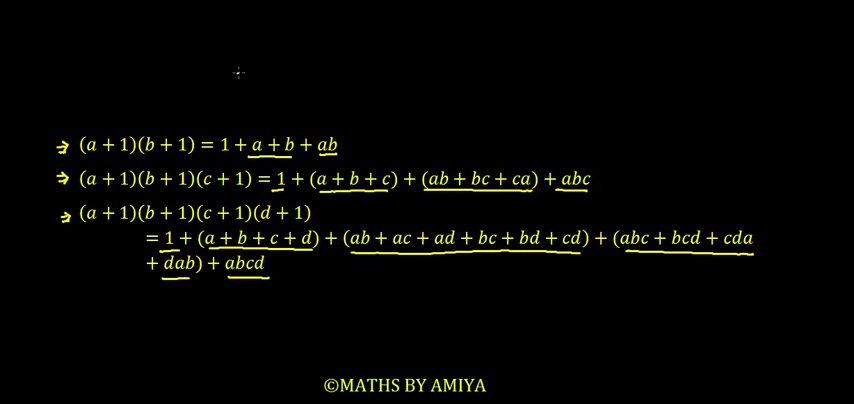 (a + 1)(b + 1) = 1 + a + b + ab
(a + 1)(b + 1)(c + 1) = 1 + (a + b + c) + (ab + bc + ca) + abc
(a + 1)(b + 1)(c + 1)(d + 1)
= 1 + (a + b + c + d) + (ab + ac + ad + bc + bd + cd) + (abc + bcd + cda
+ dab) + abcd
©MATHS BY AMIYA